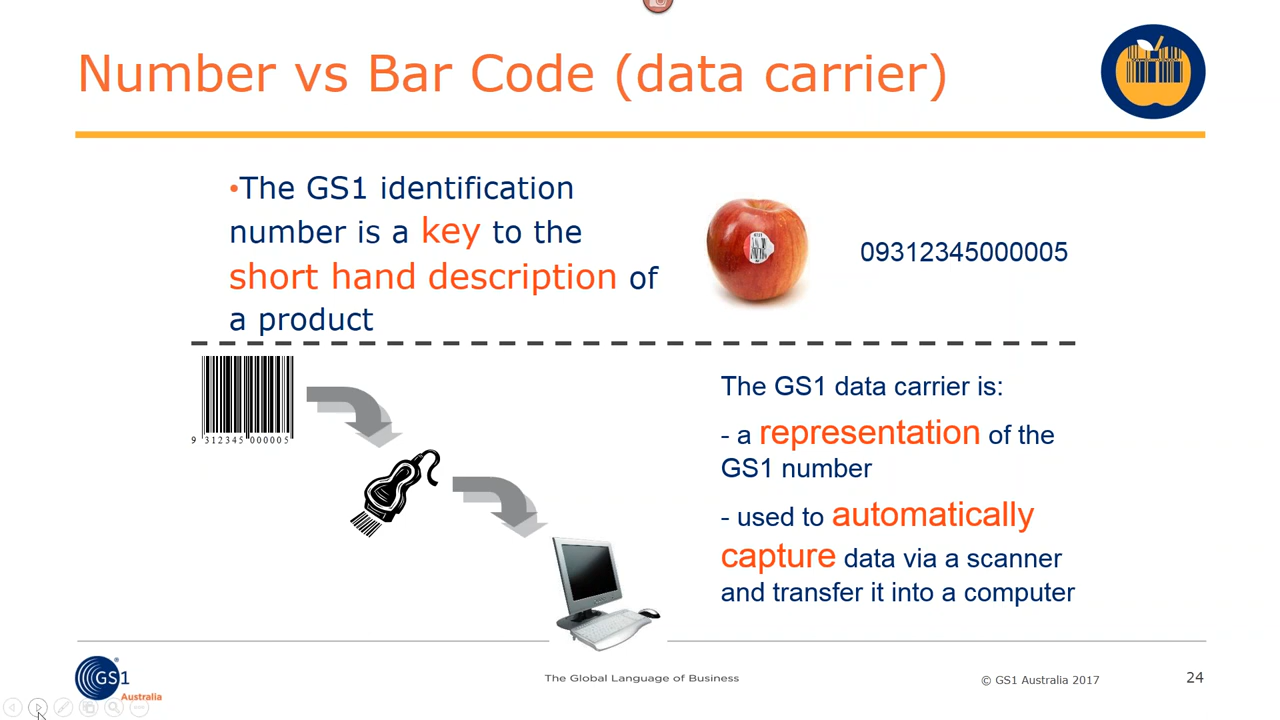 Number vs Bar Code (data carrier)
•The GS1 identification
number is a key to the
short hand description of
a product
09312345000005
9 312345 000005
The GS1 data carrier is:
- a representation of the
GS1 number
- used to automatically
capture data via a scanner
and transfer it into a computer
GS1
Australia
The Global Language of Business
© GS1 Australia 2017
24